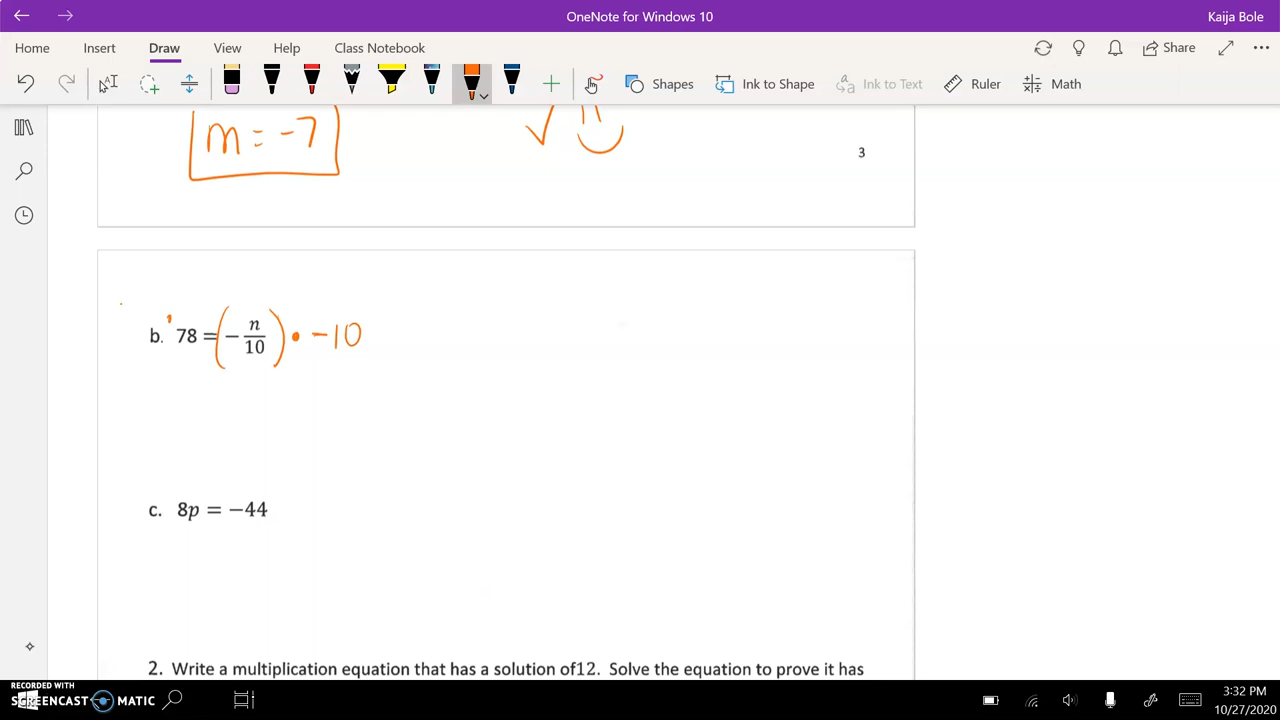 OneNote for Windows 10
Kaija Bole
Home Insert Draw View Help Class Notebook Share
Shapes Ink to Shape Ink to Text Ruler Math
m = -7
3
b. 78 = (- n/10) • -10
c. 8p = −44
2. Write a multiplication equation that has a solution of12. Solve the equation to prove it has
RECORDED WITH
SCREENCAST MATIC
3:32 PM
10/27/2020